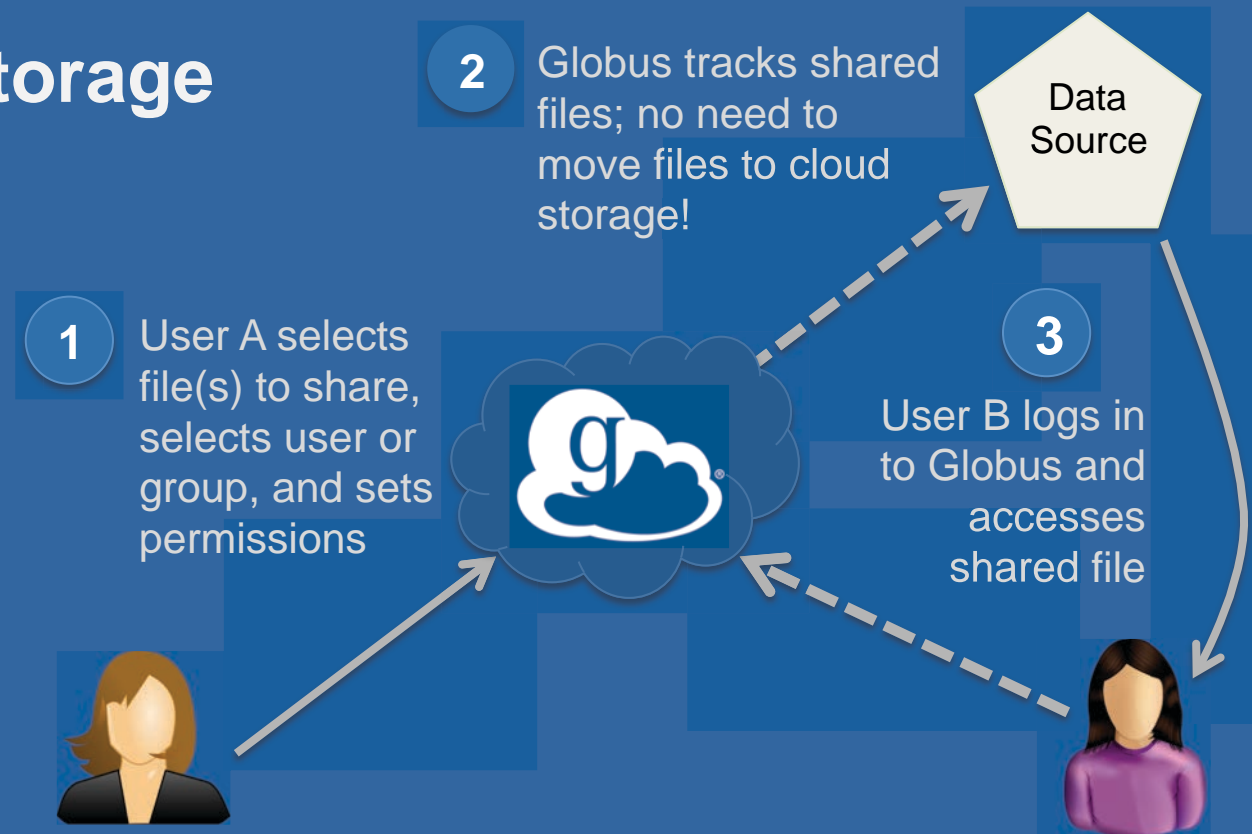 torage
1
User A selects
file(s) to share,
selects user or
group, and sets
permissions
2
Globus tracks shared
files; no need to
move files to cloud
storage!
Data
Source
g
®
3
User B logs in
to Globus and
accesses
shared file